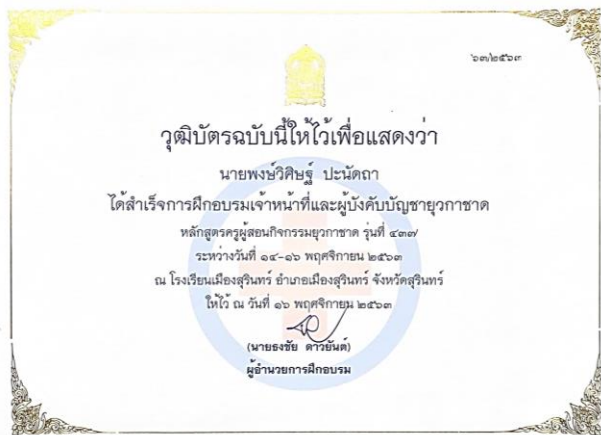 ๖๓/๒๕๖๓
วุฒิบัตรฉบับนี้ให้ไว้เพื่อแสดงว่า
นายพงษ์วิศิษฐ์ ปะนัดถา
ได้สำเร็จการฝึกอบรมเจ้าหน้าที่และผู้บังคับบัญชายุวกาชาด
หลักสูตรครูผู้สอนกิจกรรมยุวกาชาด รุ่นที่ ๔๓๗
ระหว่างวันที่ ๑๔-๑๖ พฤศจิกายน ๒๕๖๓
ณ โรงเรียนเมืองสุรินทร์ อำเภอเมืองสุรินทร์ จังหวัดสุรินทร์
ให้ไว้ ณ วันที่ ๑๖ พฤศจิกายน ๒๕๖๓
(นายธงชัย ดาวยันต์)
ผู้อำนวยการฝึกอบรม